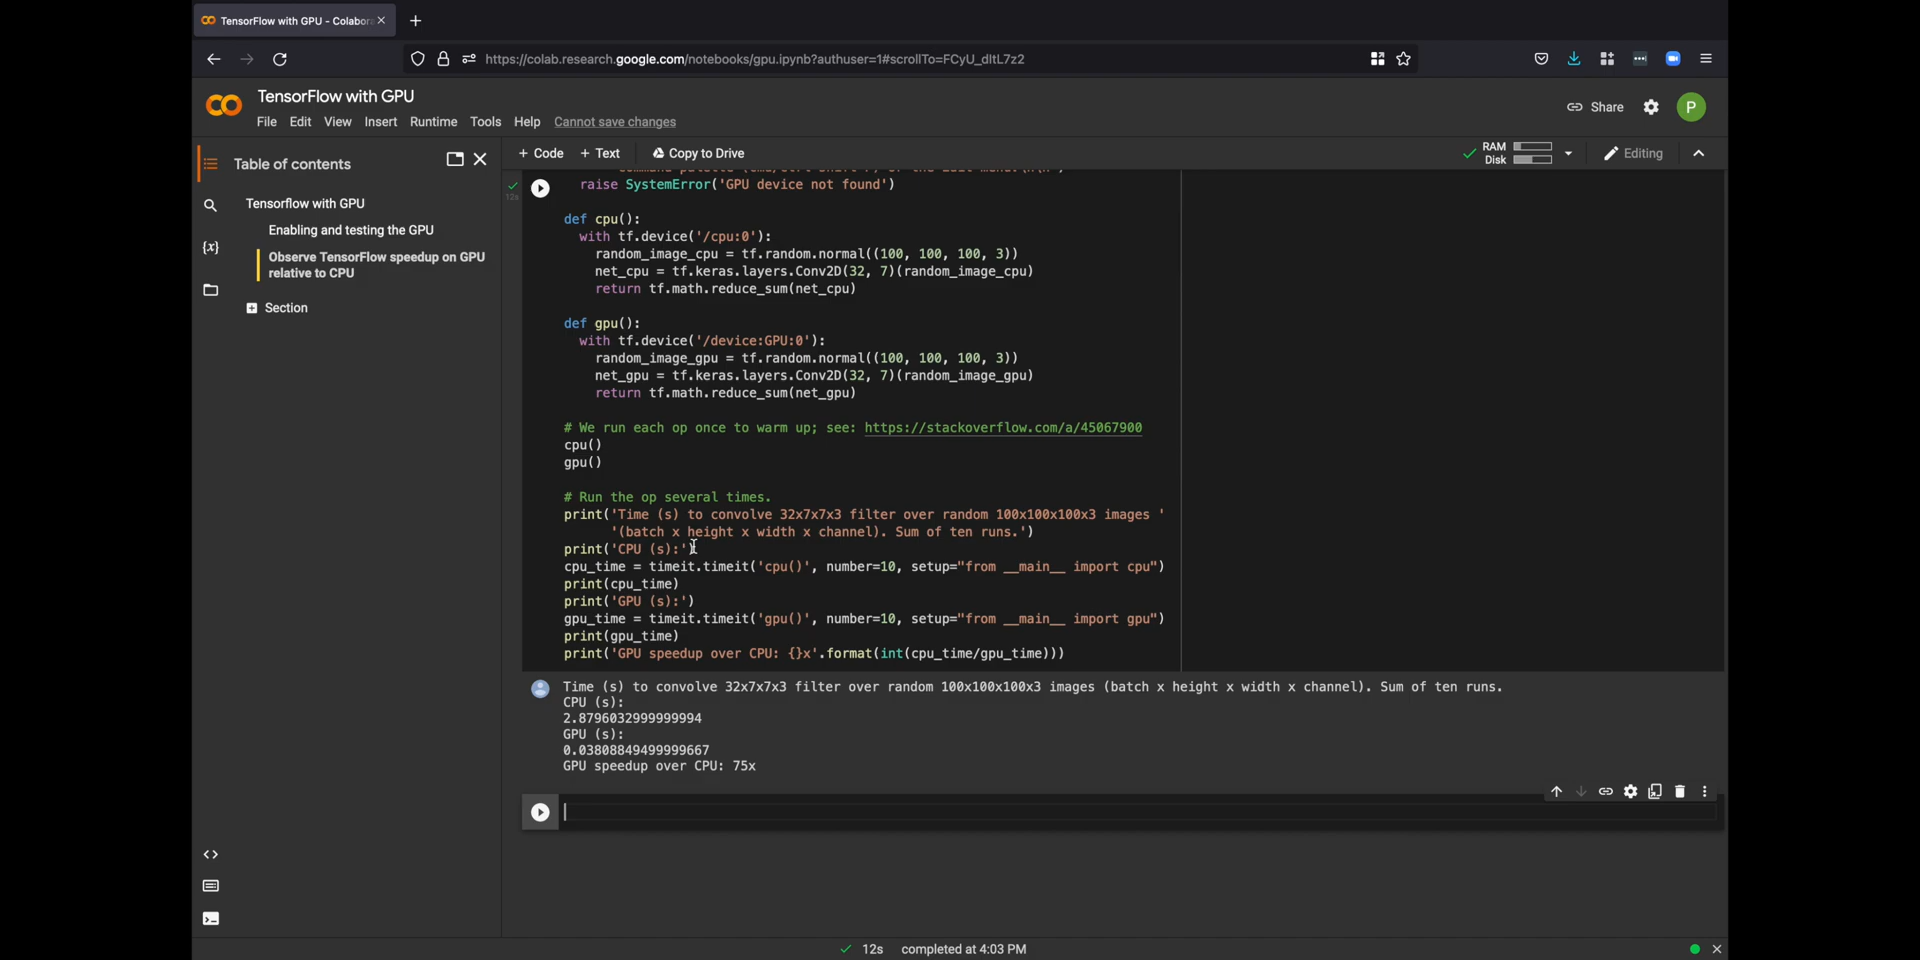 TensorFlow with GPU - Colabora
https://colab.research.google.com/notebooks/gpu.ipynb?authuser=1#scrollTo=FCyU_dltL7z2
TensorFlow with GPU
File Edit View Insert Runtime Tools Help Cannot save changes
Share
P
Table of contents
+ Code + Text Copy to Drive
RAM
Disk
Editing
Tensorflow with GPU
Enabling and testing the GPU
Observe TensorFlow speedup on GPU
relative to CPU
Section
{x}
12s
raise SystemError('GPU device not found')
def cpu():
with tf.device('/cpu:0'):
random_image_cpu = tf.random.normal((100, 100, 100, 3))
net_cpu = tf.keras.layers.Conv2D(32, 7)(random_image_cpu)
return tf.math.reduce_sum(net_cpu)
def gpu():
with tf.device('/device:GPU:0'):
random_image_gpu = tf.random.normal((100, 100, 100, 3))
net_gpu = tf.keras.layers.Conv2D(32, 7)(random_image_gpu)
return tf.math.reduce_sum(net_gpu)
# We run each op once to warm up; see: https://stackoverflow.com/a/45067900
cpu()
gpu()
# Run the op several times.
print('Time (s) to convolve 32x7x7x3 filter over random 100x100x100x3 images '
'(batch x height x width x channel). Sum of ten runs.')
print('CPU (s):')
cpu_time = timeit.timeit('cpu()', number=10, setup="from __main__ import cpu")
print(cpu_time)
print('GPU (s):')
gpu_time = timeit.timeit('gpu()', number=10, setup="from __main__ import gpu")
print(gpu_time)
print('GPU speedup over CPU: {}x'.format(int(cpu_time/gpu_time)))
Time (s) to convolve 32x7x7x3 filter over random 100x100x100x3 images (batch x height x width x channel). Sum of ten runs.
CPU (s):
2.8796032999999994
GPU (s):
0.03808849499999667
GPU speedup over CPU: 75x
12s completed at 4:03 PM